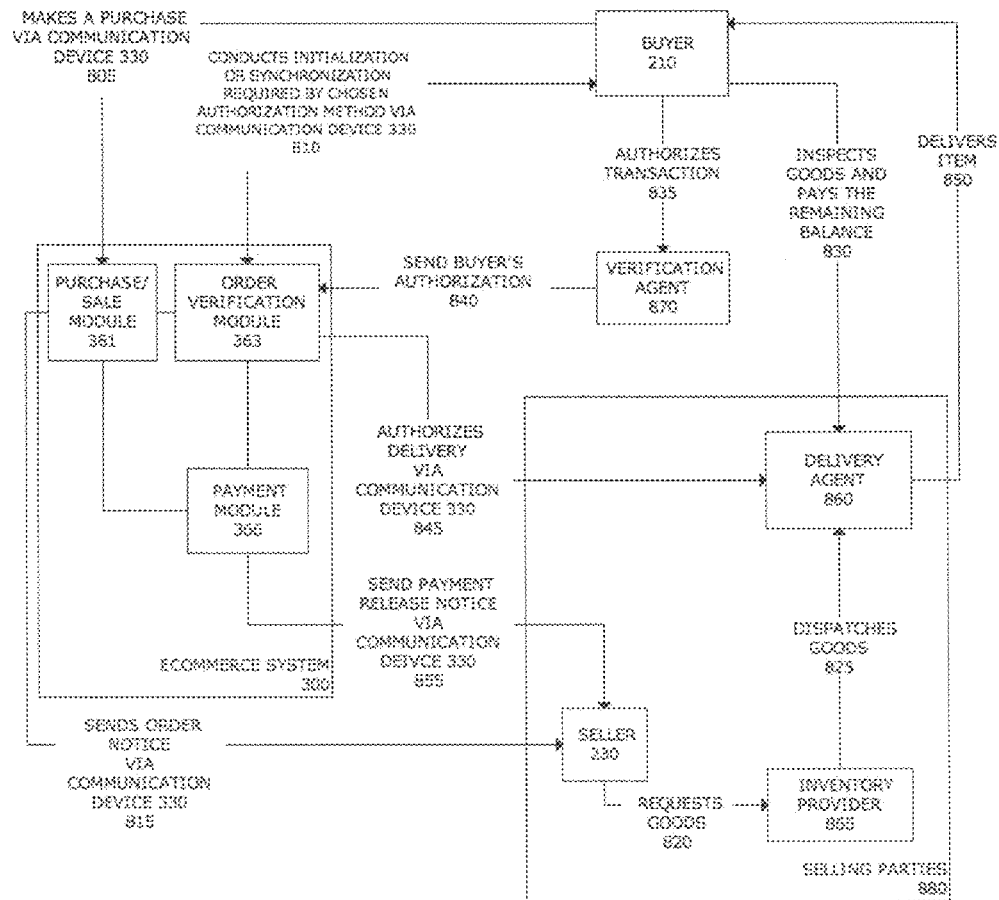 MAKES A PURCHASE
VIA COMMUNICATION
DEVICE 330
805
CONDUCTS INITIALIZATION
OR SYNCHRONIZATION
REQUIRED BY CHOSEN
AUTHORIZATION METHOD VIA
COMMUNICATION DEVICE 330
810
BUYER
210
AUTHORIZES
TRANSACTION
835
INSPECTS
GOODS AND
PAYS THE
REMAINING
BALANCE
830
DELIVERS
ITEM
850
PURCHASE/
SALE
MODULE
361
ORDER
VERIFICATION
MODULE
363
SEND BUYER'S
AUTHORIZATION
840
VERIFICATION
AGENT
870
AUTHORIZES
DELIVERY
VIA
COMMUNICATION
DEVICE 330
845
DELIVERY
AGENT
860
PAYMENT
MODULE
366
SEND PAYMENT
RELEASE NOTICE
VIA
COMMUNICATION
DEIVCE 330
855
ECOMMERCE SYSTEM
300
DISPATCHES
GOODS
825
SENDS ORDER
NOTICE
VIA
COMMUNICATION
DEVICE 330
815
SELLER
230
REQUESTS
GOODS
820
INVENTORY
PROVIDER
865
SELLING PARTIES
880